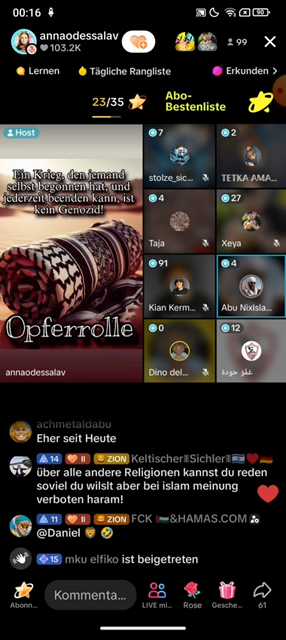 00:16
90
annaodessalav
103.2K
20+
99
Lernen
Tägliche Rangliste
Erkunden
23/35
Abo-
Bestenliste
Host
Ein Krieg, den jemand
selbst begonnen hat, und
jederzeit beenden kann, ist
kein Genozid!
Opferrolle
annaodessalav
7
stolze_sic...
2
TETKA AMA...
4
Taja
27
Xeya
91
Kian Kerm...
4
Abu NixIsla...
0
Dino del...
12
achmetaldabu
Eher seit Heute
14 II ZION Keltischer Sichler
über alle andere Religionen kannst du reden
soviel du wilslt aber bei islam meinung
verboten haram!
11 II ZION FCK 🇵🇸&HAMAS.COM
@Daniel 🦁🤣
15 mku elfiko ist beigetreten
Abonn...
Kommenta...
LIVE mi...
Rose
Gesche...
61